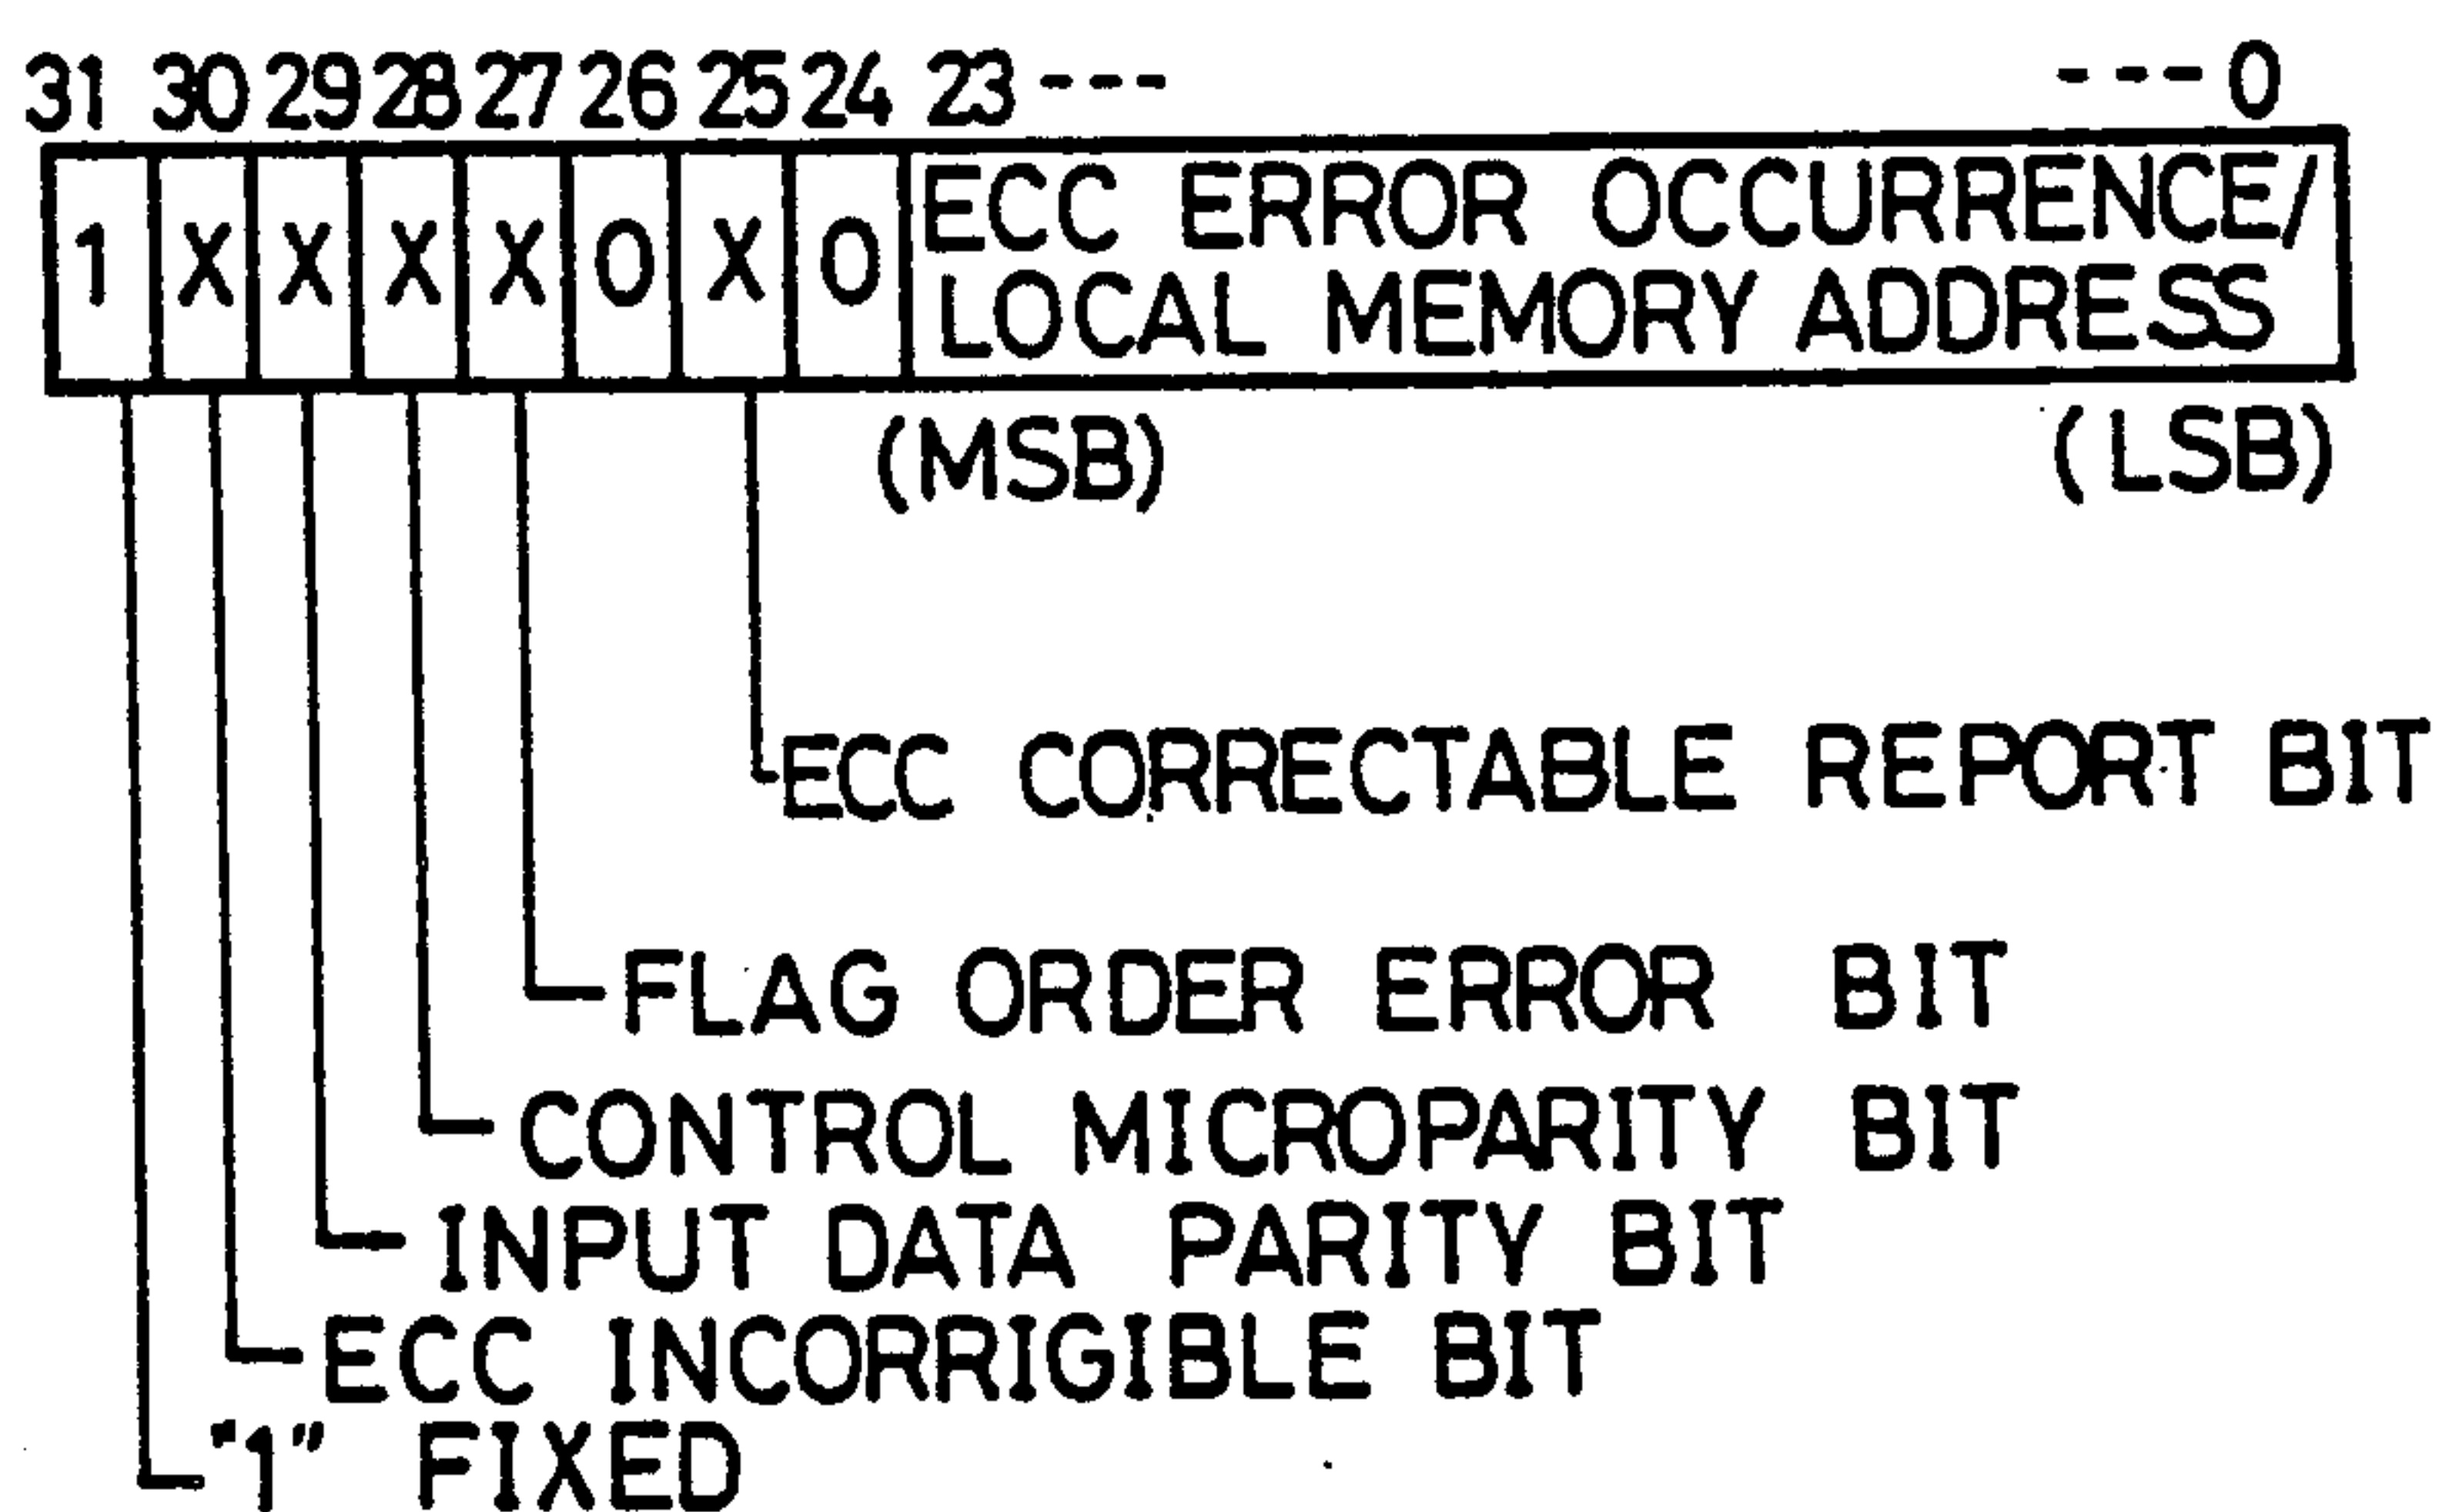 31 30 29 28 27 26 25 24 23--- ---0
1 X X X X 0 X 0 ECC ERROR OCCURRENCE/
LOCAL MEMORY ADDRESS
(MSB) (LSB)
ECC CORRECTABLE REPORT BIT
FLAG ORDER ERROR BIT
CONTROL MICROPARITY BIT
INPUT DATA PARITY BIT
ECC INCORRIGIBLE BIT
"1" FIXED